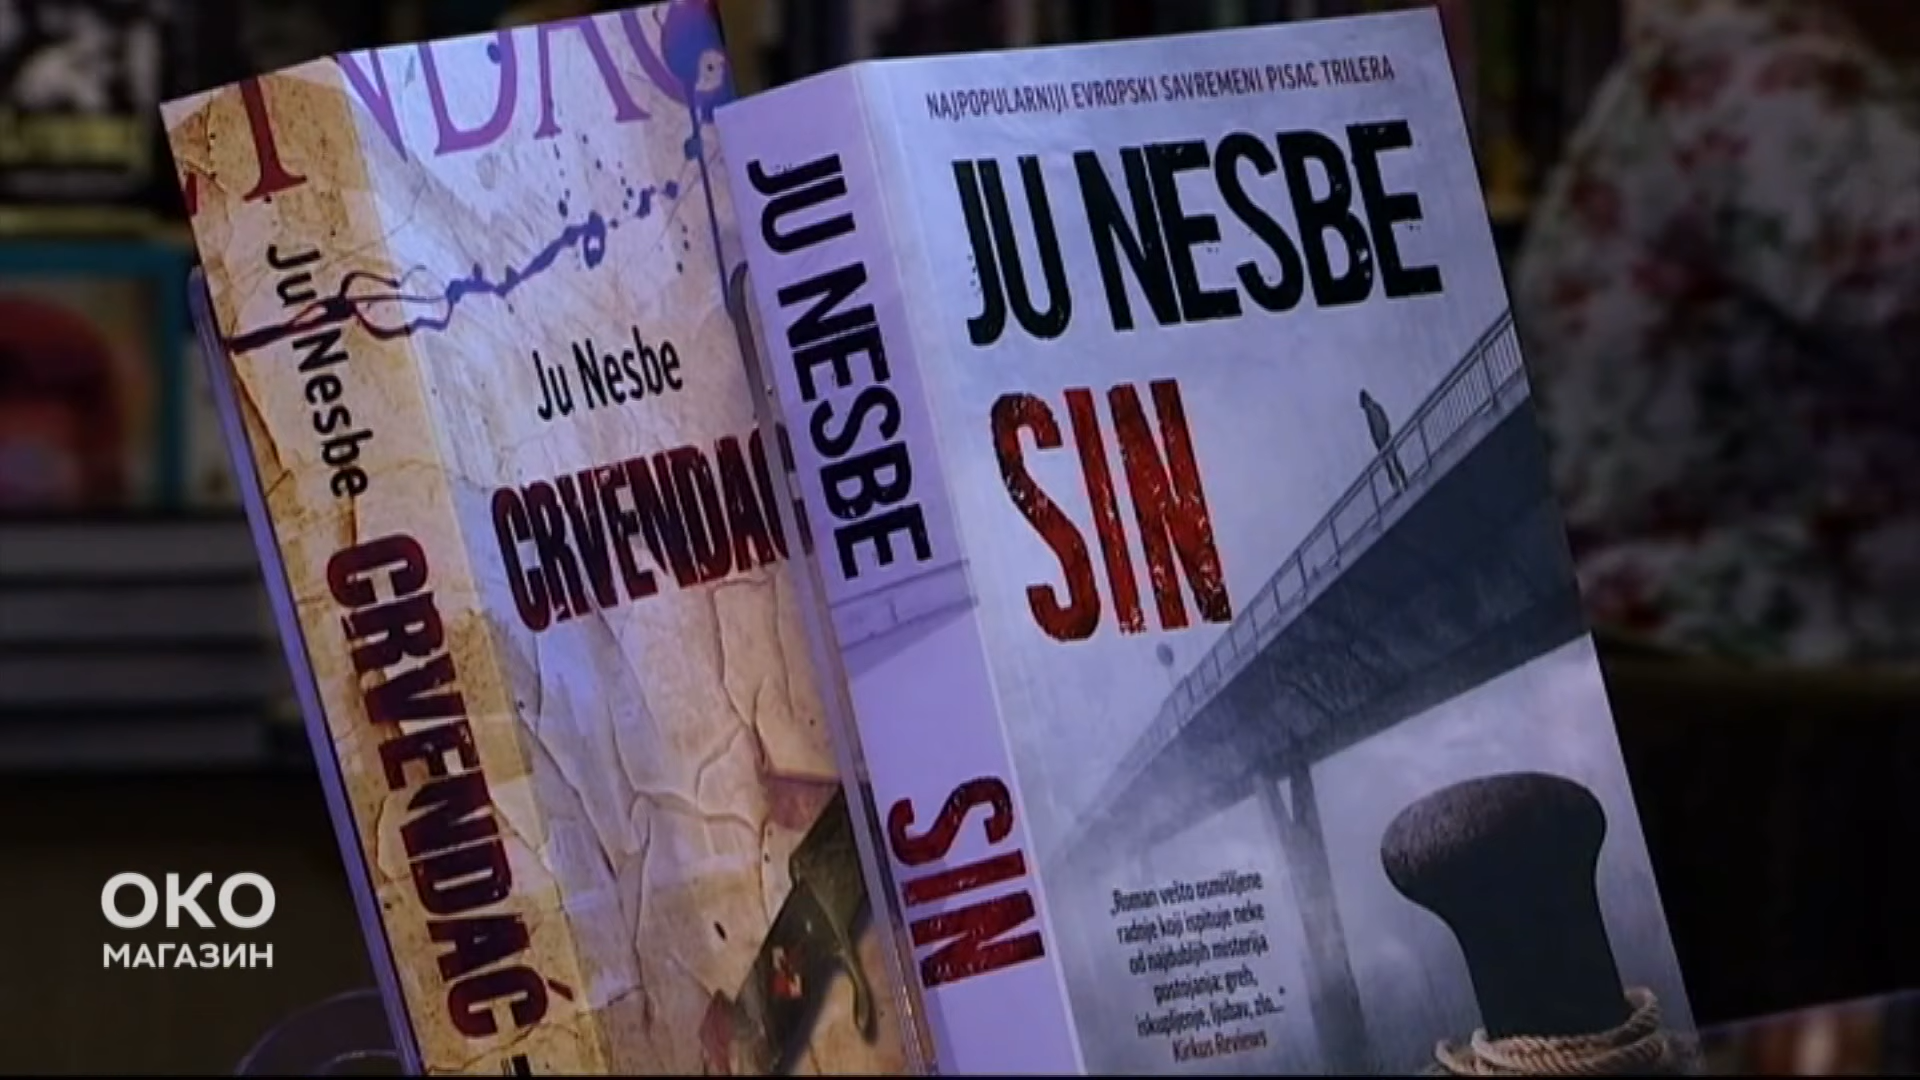 Ju Nesbe CRVENDAĆ
Ju Nesbe
CRVENDAĆ
JU NESBE SIN
NAJPOPULARNIJI EVROPSKI SAVREMENI PISAC TRILERA
JU NESBE
SIN
„Roman vešto osmišljene
radnje koji ispituje neke
od najdubljih misterija
postojanja: greh,
iskupljenje, ljubav, zlo...“
Kirkus Reviews
ОКО
МАГАЗИН